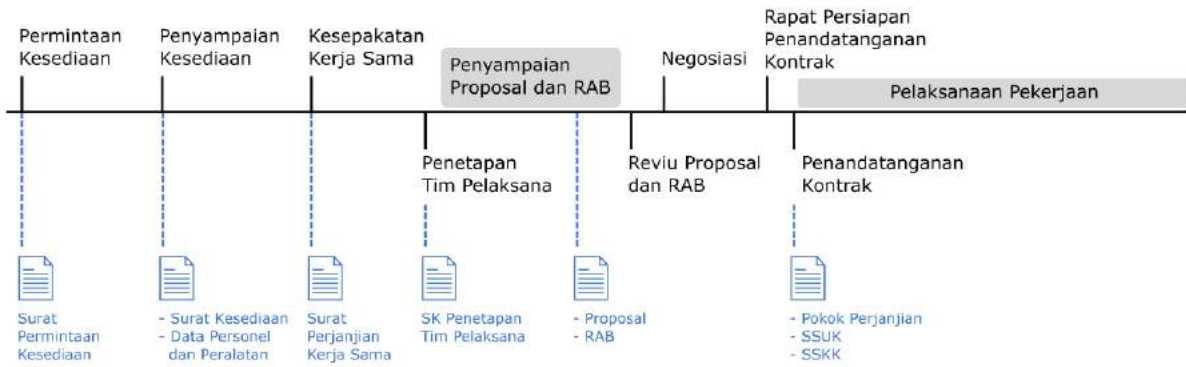 Permintaan
Kesediaan
Penyampaian
Kesediaan
Kesepakatan
Kerja Sama
Penyampaian
Proposal dan RAB
Negosiasi
Rapat Persiapan
Penandatanganan
Kontrak
Pelaksanaan Pekerjaan
Penetapan
Tim Pelaksana
Reviu Proposal
dan RAB
Penandatanganan
Kontrak
Surat
Permintaan
Kesediaan
- Surat Kesediaan
- Data Personel
dan Peralatan
Surat
Perjanjian
Kerja Sama
SK Penetapan
Tim Pelaksana
- Proposal
- RAB
- Pokok Perjanjian
- SSUK
- SSKK